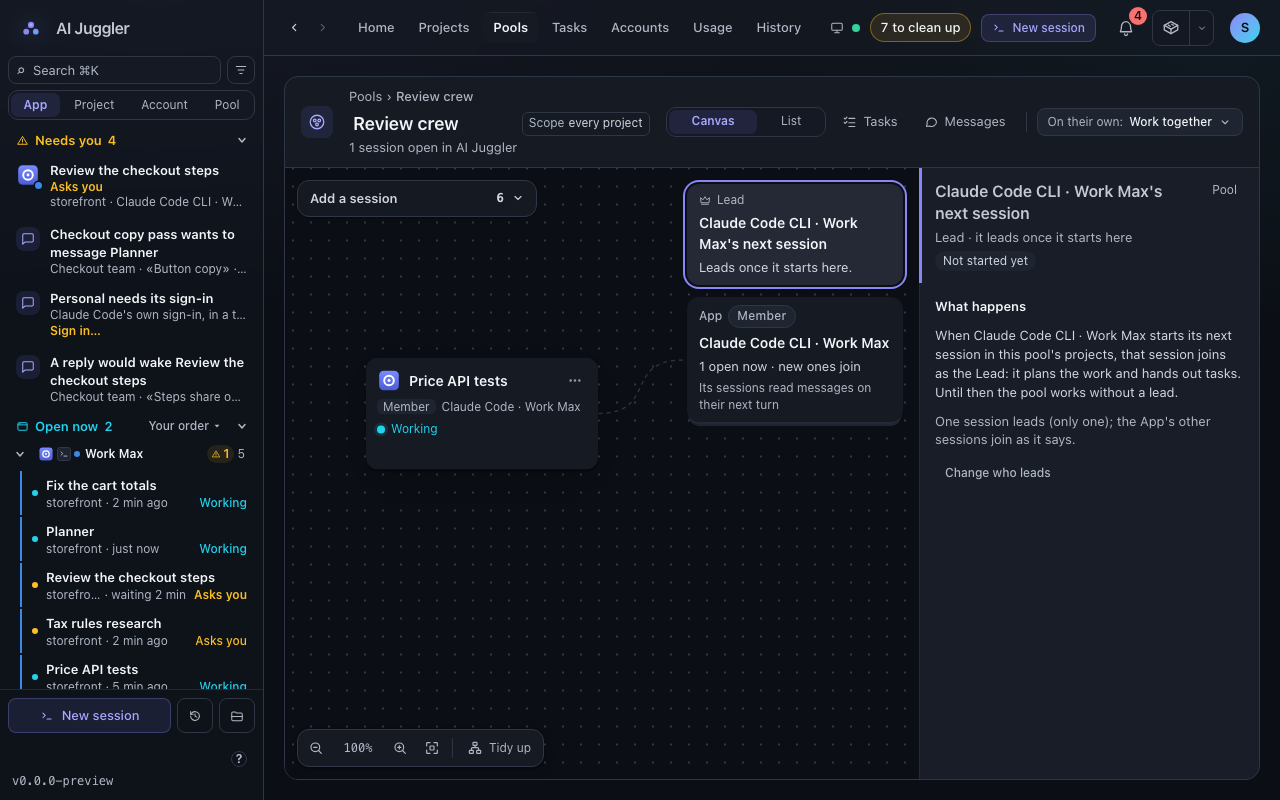 AI Juggler
Search ⌘K
App Project Account Pool
Needs you 4
Review the checkout steps
Asks you
storefront · Claude Code CLI · W...
Checkout copy pass wants to
message Planner
Checkout team · «Button copy» ·...
Personal needs its sign-in
Claude Code's own sign-in, in a t...
Sign in...
A reply would wake Review the
checkout steps
Checkout team · «Steps share o...
Open now 2 Your order
Work Max 1 5
Fix the cart totals
storefront · 2 min ago Working
Planner
storefront · just now Working
Review the checkout steps
storefro... · waiting 2 min Asks you
Tax rules research
storefront · 2 min ago Asks you
Price API tests
storefront · 5 min ago Working
New session
?
v0.0.0-preview
Home Projects Pools Tasks Accounts Usage History 7 to clean up New session 4 S
Pools › Review crew
Review crew
1 session open in AI Juggler
Scope every project
Canvas List Tasks Messages On their own: Work together
Add a session 6
Lead
Claude Code CLI · Work
Max's next session
Leads once it starts here.
App Member
Claude Code CLI · Work Max
1 open now · new ones join
Its sessions read messages on
their next turn
Price API tests
Member Claude Code · Work Max
Working
100% Tidy up
Claude Code CLI · Work Max's
next session
Pool
Lead · it leads once it starts here
Not started yet
What happens
When Claude Code CLI · Work Max starts its next
session in this pool's projects, that session joins
as the Lead: it plans the work and hands out tasks.
Until then the pool works without a lead.
One session leads (only one); the App's other
sessions join as it says.
Change who leads